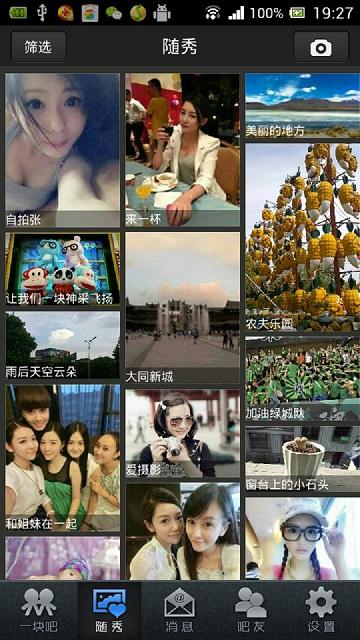 100% 19:27
筛选
随秀
自拍张
来一杯
美丽的地方
让我们一块神采飞扬
农夫乐园
雨后天空云朵
大同新城
加油绿城队
爱摄影
窗台上的小石头
和姐妹在一起
一块吧
随秀
消息
吧友
设置